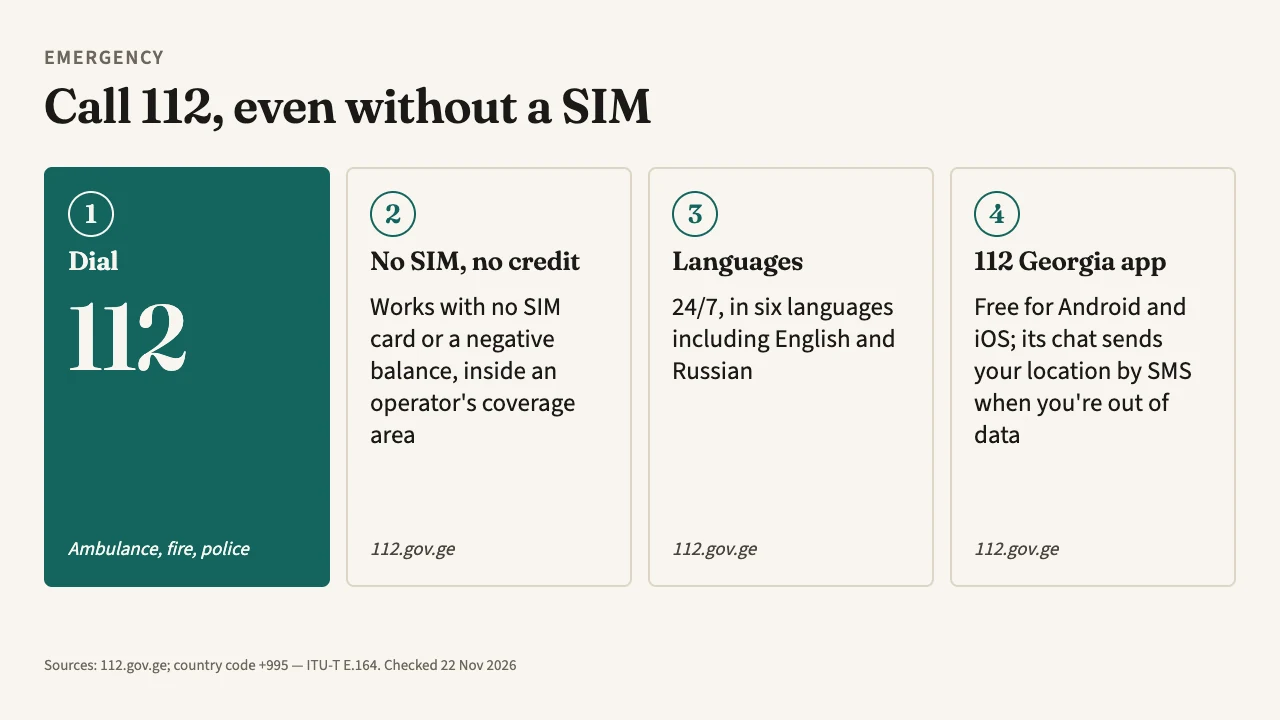 EMERGENCY
Call 112, even without a SIM
1
Dial
112
Ambulance, fire, police
2
No SIM, no credit
Works with no SIM
card or a negative
balance, inside an
operator's coverage
area
112.gov.ge
3
Languages
24/7, in six languages
including English and
Russian
112.gov.ge
4
112 Georgia app
Free for Android and
iOS; its chat sends
your location by SMS
when you're out of
data
112.gov.ge
Sources: 112.gov.ge; country code +995 — ITU-T E.164. Checked 22 Nov 2026